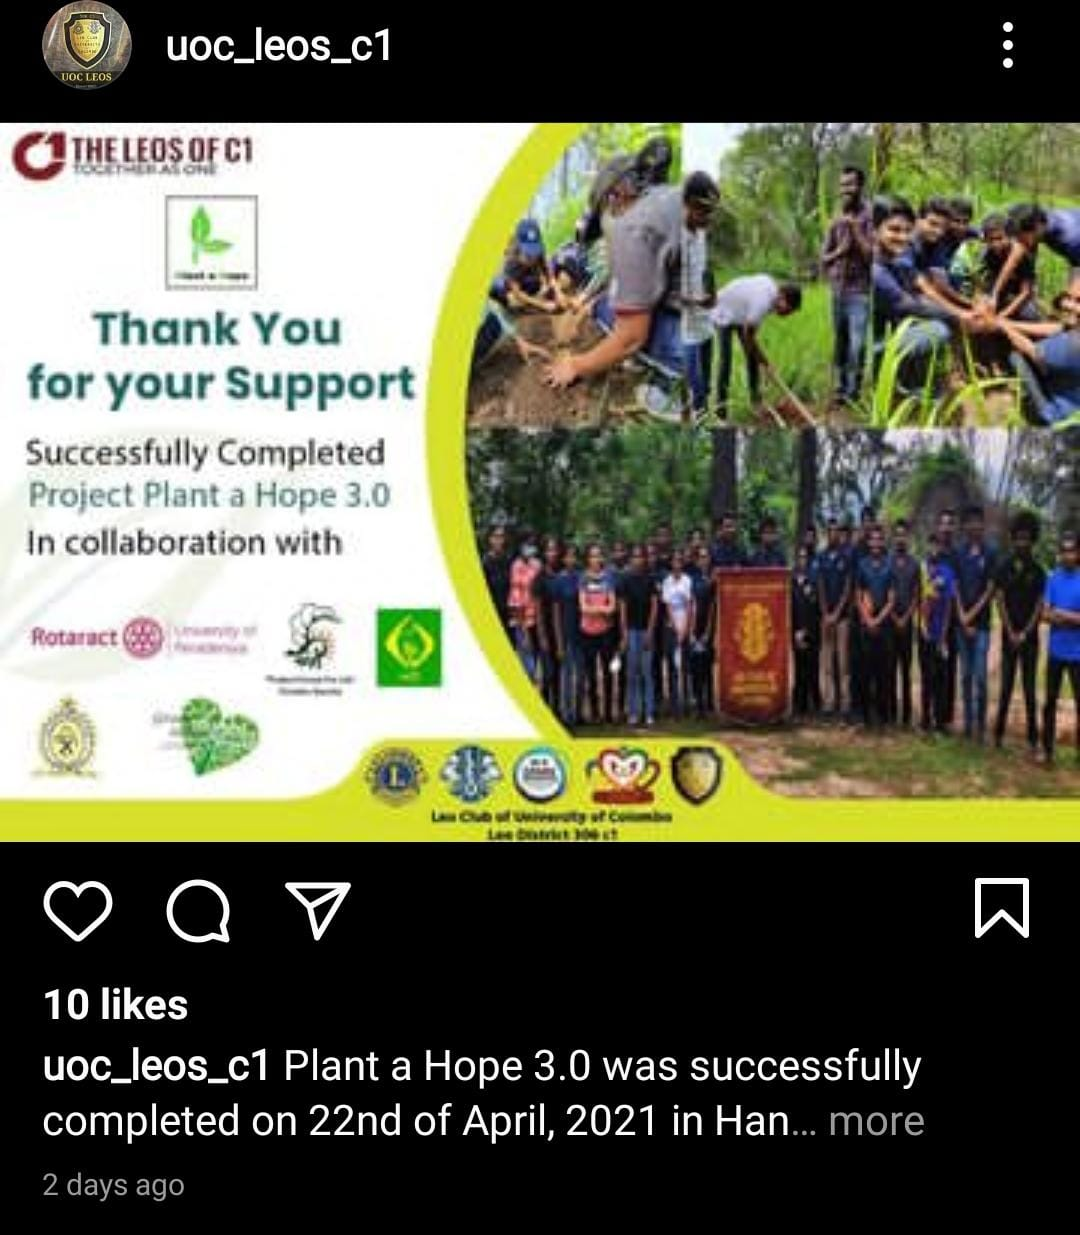 uoc_leos_c1
UOC LEOS
THE LEOS OF C1
TOGETHER AS ONE
Thank You
for your Support
Successfully Completed
Project Plant a Hope 3.0
In collaboration with
Rotaract
University of
Peradeniya
Leo Club of University of Colombo
Leo District 306 c1
10 likes
uoc_leos_c1 Plant a Hope 3.0 was successfully
completed on 22nd of April, 2021 in Han... more
2 days ago